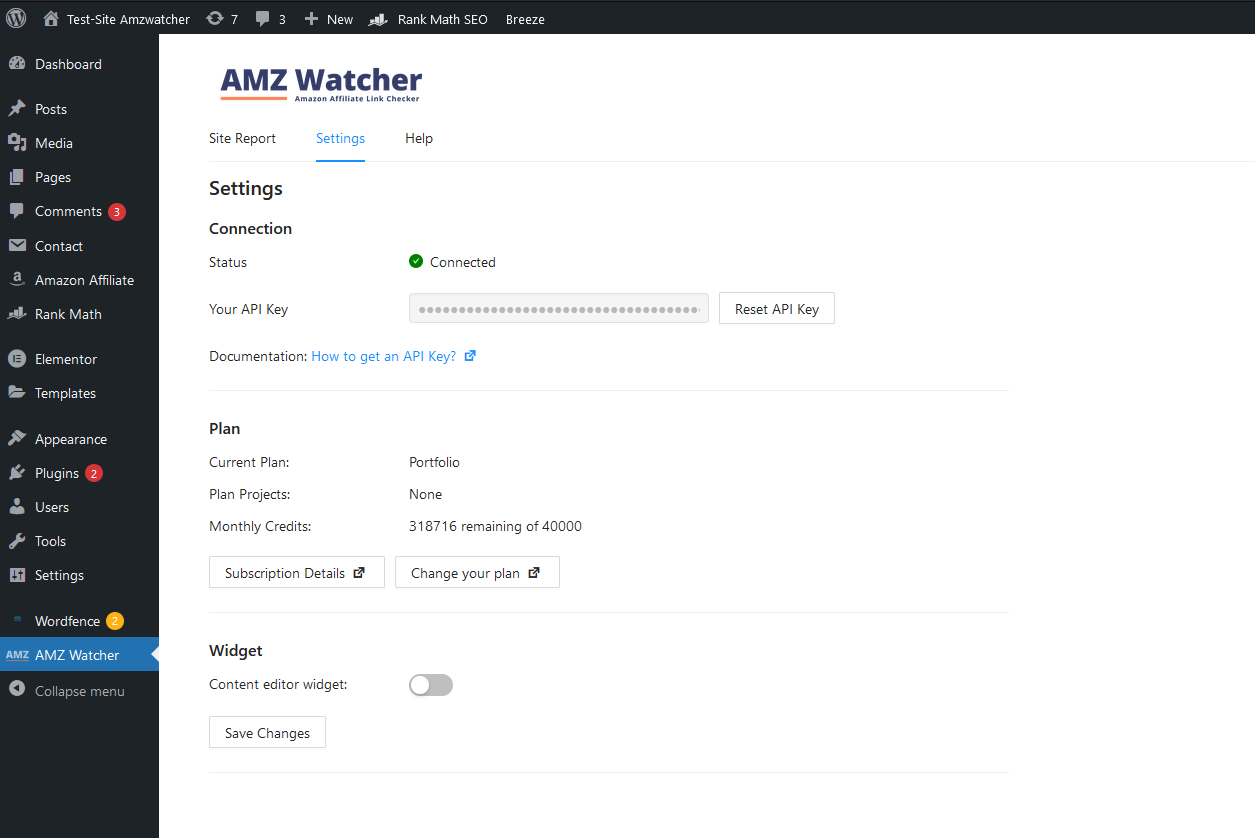 Test-Site Amzwatcher 7 3 New Rank Math SEO Breeze
Dashboard
Posts
Media
Pages
Comments 3
Contact
Amazon Affiliate
Rank Math
Elementor
Templates
Appearance
Plugins 2
Users
Tools
Settings
Wordfence 2
AMZ AMZ Watcher
Collapse menu
AMZ Watcher
Amazon Affiliate Link Checker
Site Report Settings Help
Settings
Connection
Status Connected
Your API Key Reset API Key
Documentation: How to get an API Key?
Plan
Current Plan: Portfolio
Plan Projects: None
Monthly Credits: 318716 remaining of 40000
Subscription Details Change your plan
Widget
Content editor widget:
Save Changes